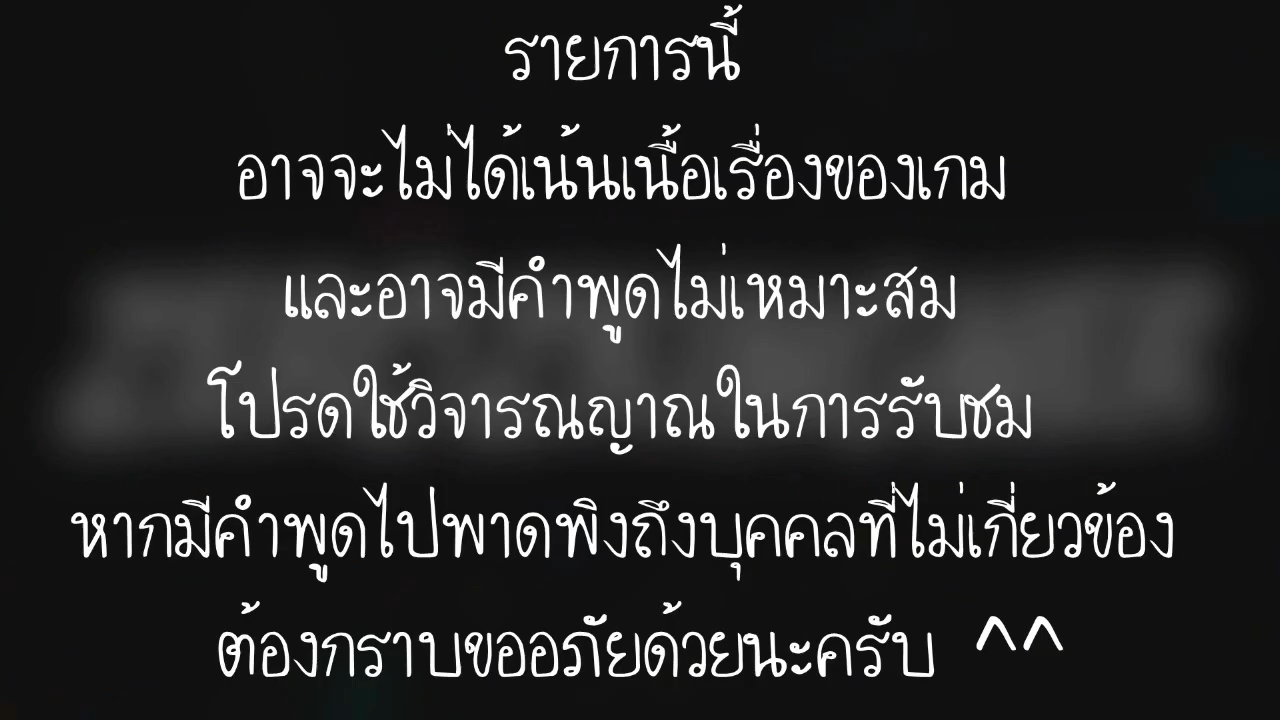 รายการนี้
อาจจะไม่ได้เน้นเนื้อเรื่องของเกม
และอาจมีคำพูดไม่เหมาะสม
โปรดใช้วิจารณญาณในการรับชม
หากมีคำพูดไปพาดพิงถึงบุคคลที่ไม่เกี่ยวข้อง
ต้องกราบขออภัยด้วยนะครับ ^^